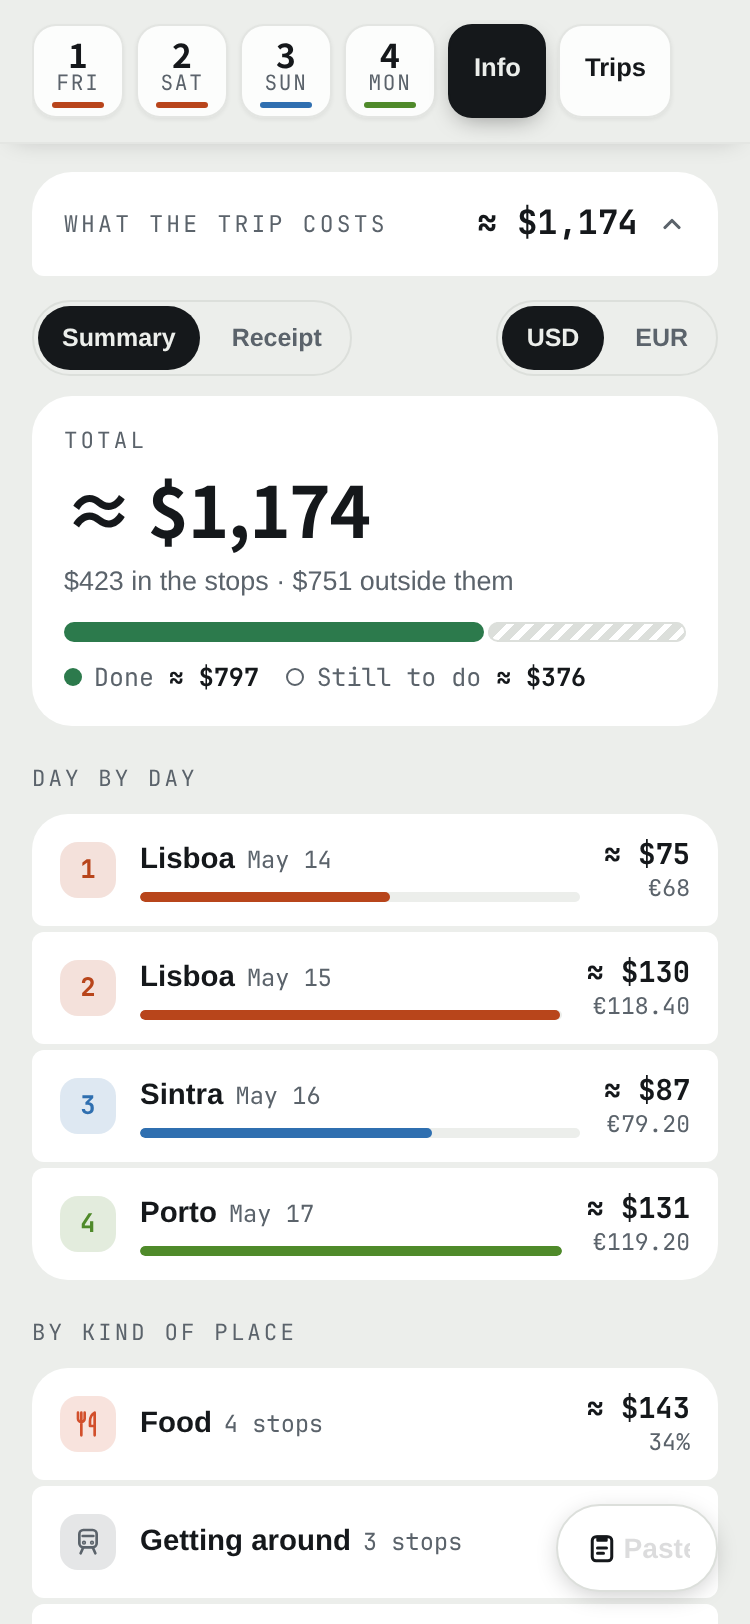 1 2 3 4 Info Trips
FRI SAT SUN MON
WHAT THE TRIP COSTS ≈ $1,174
Summary Receipt USD EUR
TOTAL
≈ $1,174
$423 in the stops · $751 outside them
Done ≈ $797 Still to do ≈ $376
DAY BY DAY
1 Lisboa May 14 ≈ $75
€68
2 Lisboa May 15 ≈ $130
€118.40
3 Sintra May 16 ≈ $87
€79.20
4 Porto May 17 ≈ $131
€119.20
BY KIND OF PLACE
Food 4 stops ≈ $143
34%
Getting around 3 stops
Paste